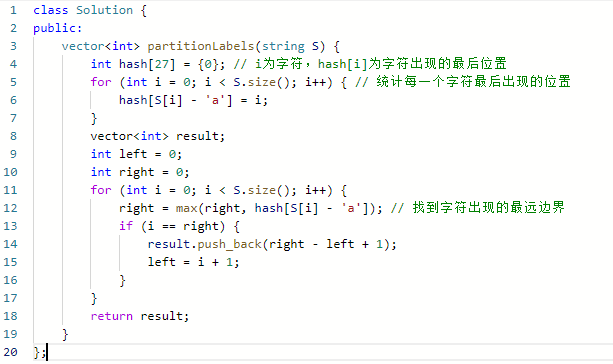 1 class Solution {
2 public:
3     vector<int> partitionLabels(string S) {
4         int hash[27] = {0}; // i为字符，hash[i]为字符出现的最后位置
5         for (int i = 0; i < S.size(); i++) { // 统计每一个字符最后出现的位置
6             hash[S[i] - 'a'] = i;
7         }
8         vector<int> result;
9         int left = 0;
10         int right = 0;
11         for (int i = 0; i < S.size(); i++) {
12             right = max(right, hash[S[i] - 'a']); // 找到字符出现的最远边界
13             if (i == right) {
14                 result.push_back(right - left + 1);
15                 left = i + 1;
16             }
17         }
18         return result;
19     }
20 };